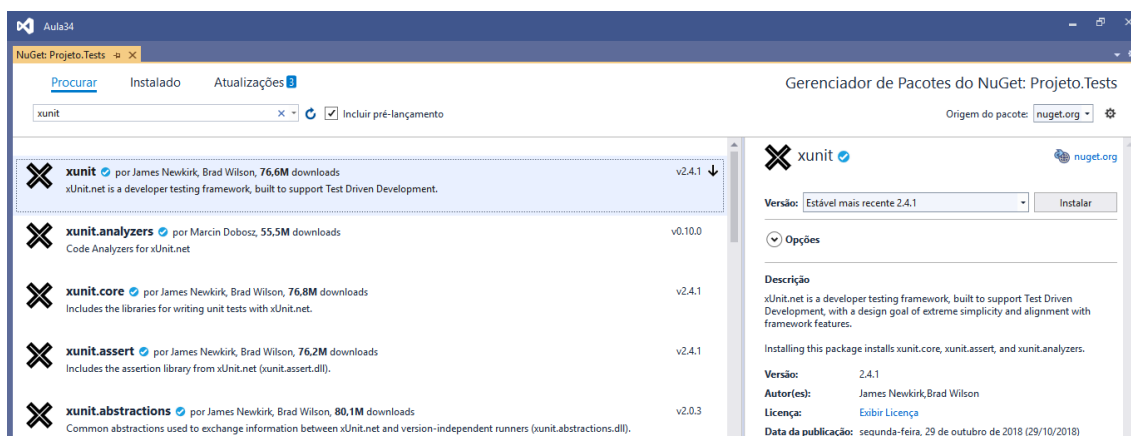 Aula34
NuGet: Projeto.Tests
Procurar Instalado Atualizações 3
Gerenciador de Pacotes do NuGet: Projeto.Tests
xunit
Incluir pré-lançamento
Origem do pacote: nuget.org
xunit por James Newkirk, Brad Wilson, 76,6M downloads v2.4.1
xUnit.net is a developer testing framework, built to support Test Driven Development.
xunit.analyzers por Marcin Dobosz, 55,5M downloads v0.10.0
Code Analyzers for xUnit.net
xunit.core por James Newkirk, Brad Wilson, 76,8M downloads v2.4.1
Includes the libraries for writing unit tests with xUnit.net.
xunit.assert por James Newkirk, Brad Wilson, 76,2M downloads v2.4.1
Includes the assertion library from xUnit.net (xunit.assert.dll).
xunit.abstractions por James Newkirk, Brad Wilson, 80,1M downloads v2.0.3
Common abstractions used to exchange information between xUnit.net and version-independent runners (xunit.abstractions.dll).
xunit nuget.org
Versão: Estável mais recente 2.4.1 Instalar
Opções
Descrição
xUnit.net is a developer testing framework, built to support Test Driven
Development, with a design goal of extreme simplicity and alignment with
framework features.
Installing this package installs xunit.core, xunit.assert, and xunit.analyzers.
Versão: 2.4.1
Autor(es): James Newkirk,Brad Wilson
Licença: Exibir Licença
Data da publicação: segunda-feira, 29 de outubro de 2018 (29/10/2018)